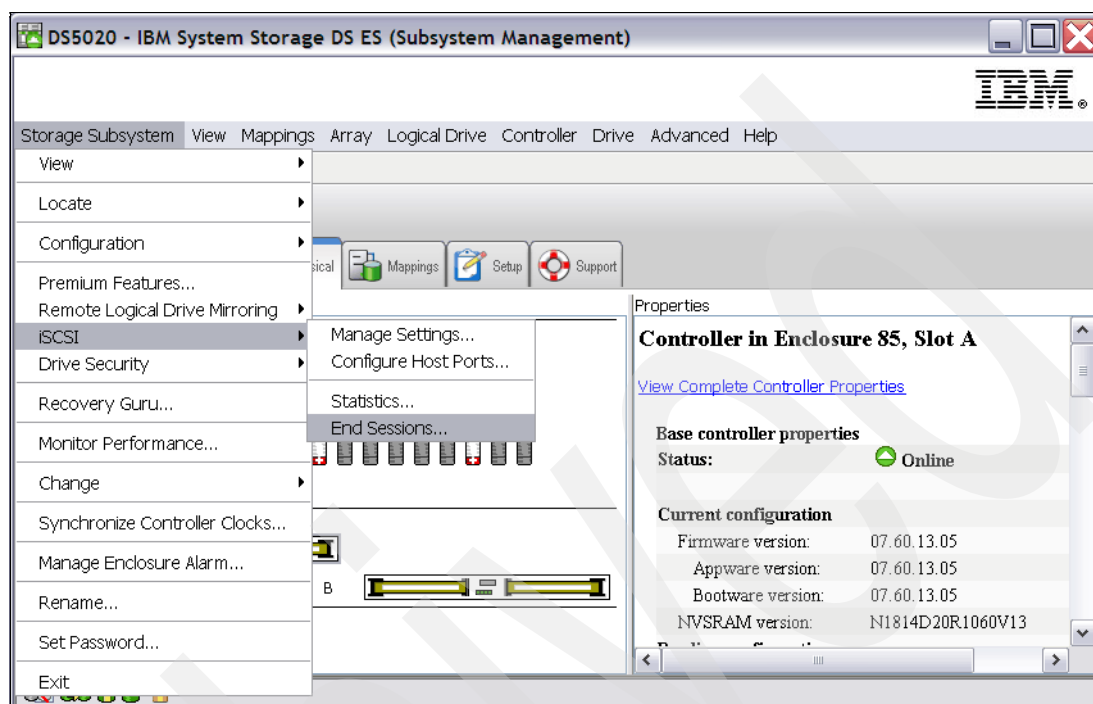 DS5020 - IBM System Storage DS ES (Subsystem Management)
IBM®
Storage Subsystem View Mappings Array Logical Drive Controller Drive Advanced Help
View
Locate
Configuration
Premium Features...
Remote Logical Drive Mirroring
iSCSI
Drive Security
Recovery Guru...
Monitor Performance...
Change
Synchronize Controller Clocks...
Manage Enclosure Alarm...
Rename...
Set Password...
Exit
Manage Settings...
Configure Host Ports...
Statistics...
End Sessions...
Mappings Setup Support
B
Properties
Controller in Enclosure 85, Slot A
View Complete Controller Properties
Base controller properties
Status: Online
Current configuration
Firmware version: 07.60.13.05
Appware version: 07.60.13.05
Bootware version: 07.60.13.05
NVSRAM version: N1814D20R1060V13